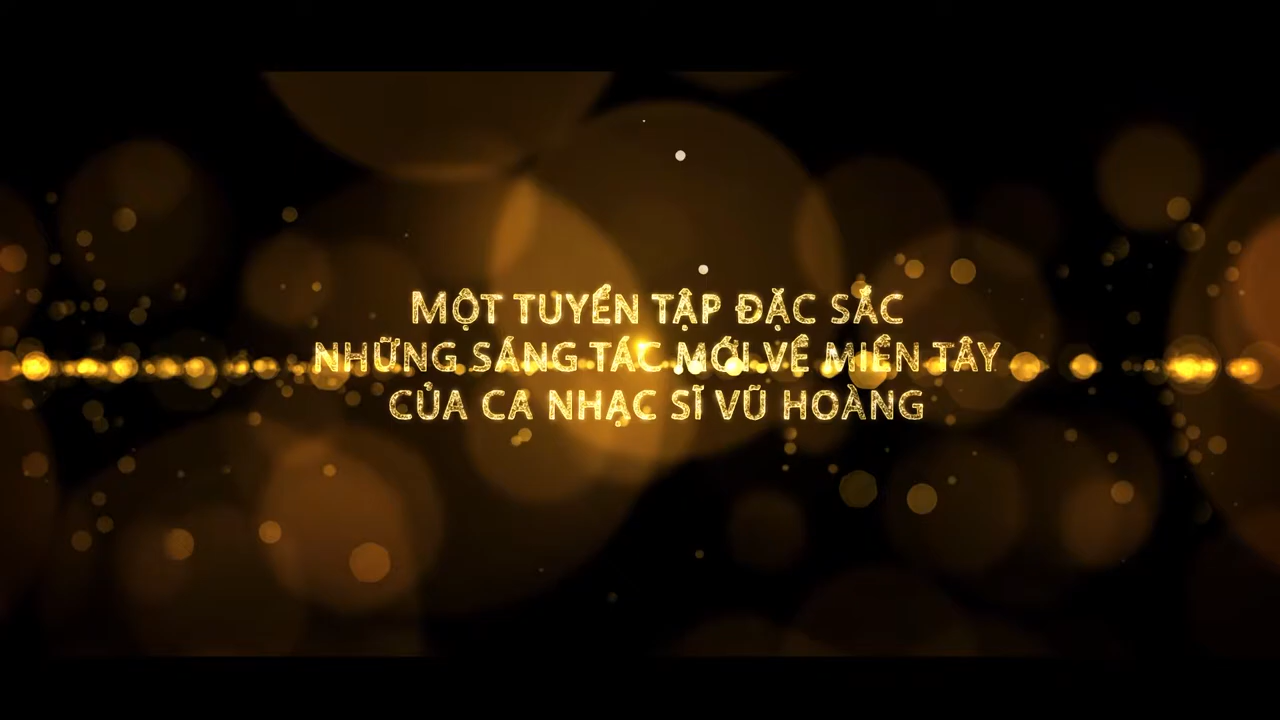 MỘT TUYỂN TẬP ĐẶC SẮC
NHỮNG SÁNG TÁC MỚI VỀ MIỀN TÂY
CỦA CA NHẠC SĨ VŨ HOÀNG